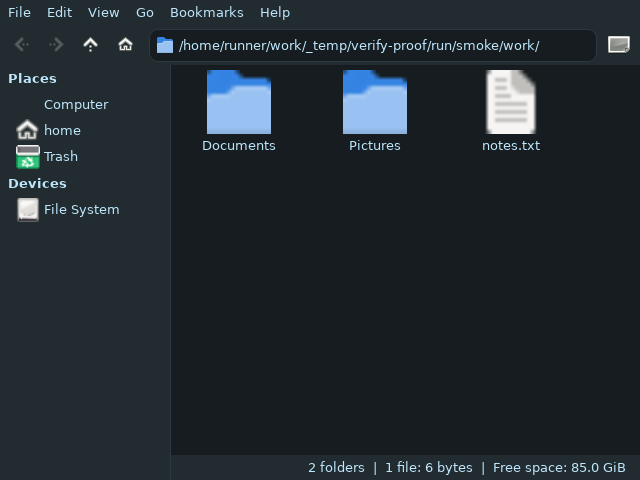 File Edit View Go Bookmarks Help
/home/runner/work/_temp/verify-proof/run/smoke/work/
Places
Computer
home
Trash
Devices
File System
Documents Pictures notes.txt
2 folders | 1 file: 6 bytes | Free space: 85.0 GiB